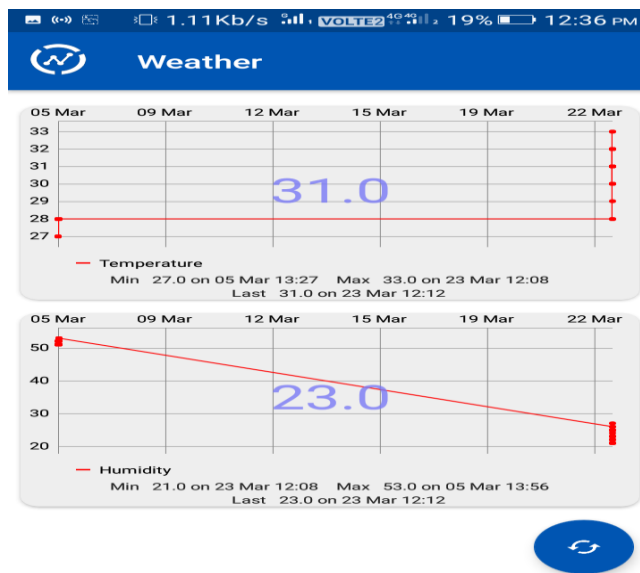 1.11Kb/s 1 VOLTE2 4G 4G 2 19% 12:36 PM
Weather
05 Mar 09 Mar 12 Mar 15 Mar 19 Mar 22 Mar
33
32
31
30
29
28
27
31.0
Temperature
Min 27.0 on 05 Mar 13:27 Max 33.0 on 23 Mar 12:08
Last 31.0 on 23 Mar 12:12
05 Mar 09 Mar 12 Mar 15 Mar 19 Mar 22 Mar
50
40
30
20
23.0
Humidity
Min 21.0 on 23 Mar 12:08 Max 53.0 on 05 Mar 13:56
Last 23.0 on 23 Mar 12:12